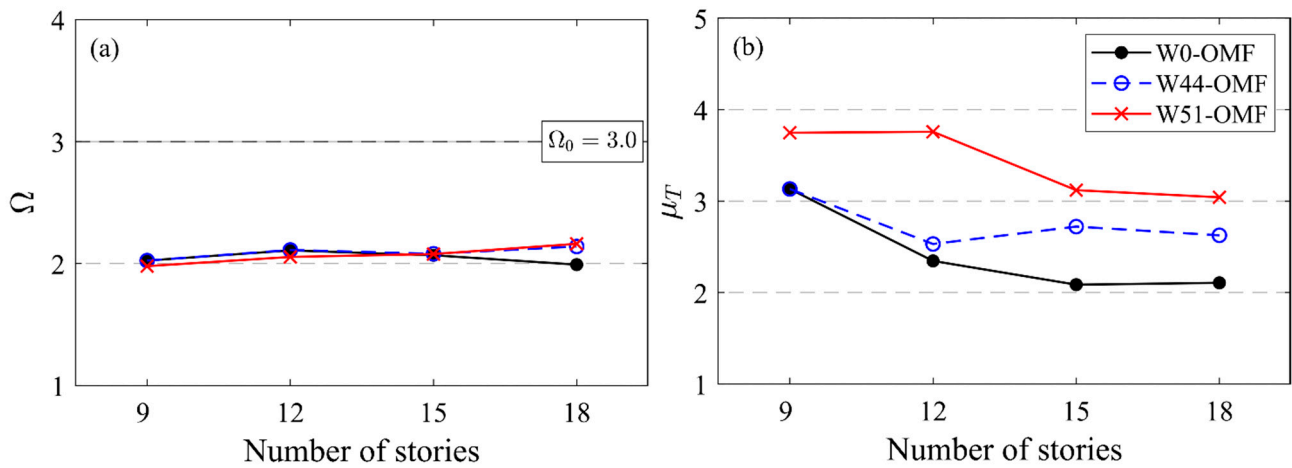 (a)
4
3
2
1
Ω
Ω₀ = 3.0
9 12 15 18
Number of stories
(b)
5
4
3
2
1
μ_T
W0-OMF
W44-OMF
W51-OMF
9 12 15 18
Number of stories